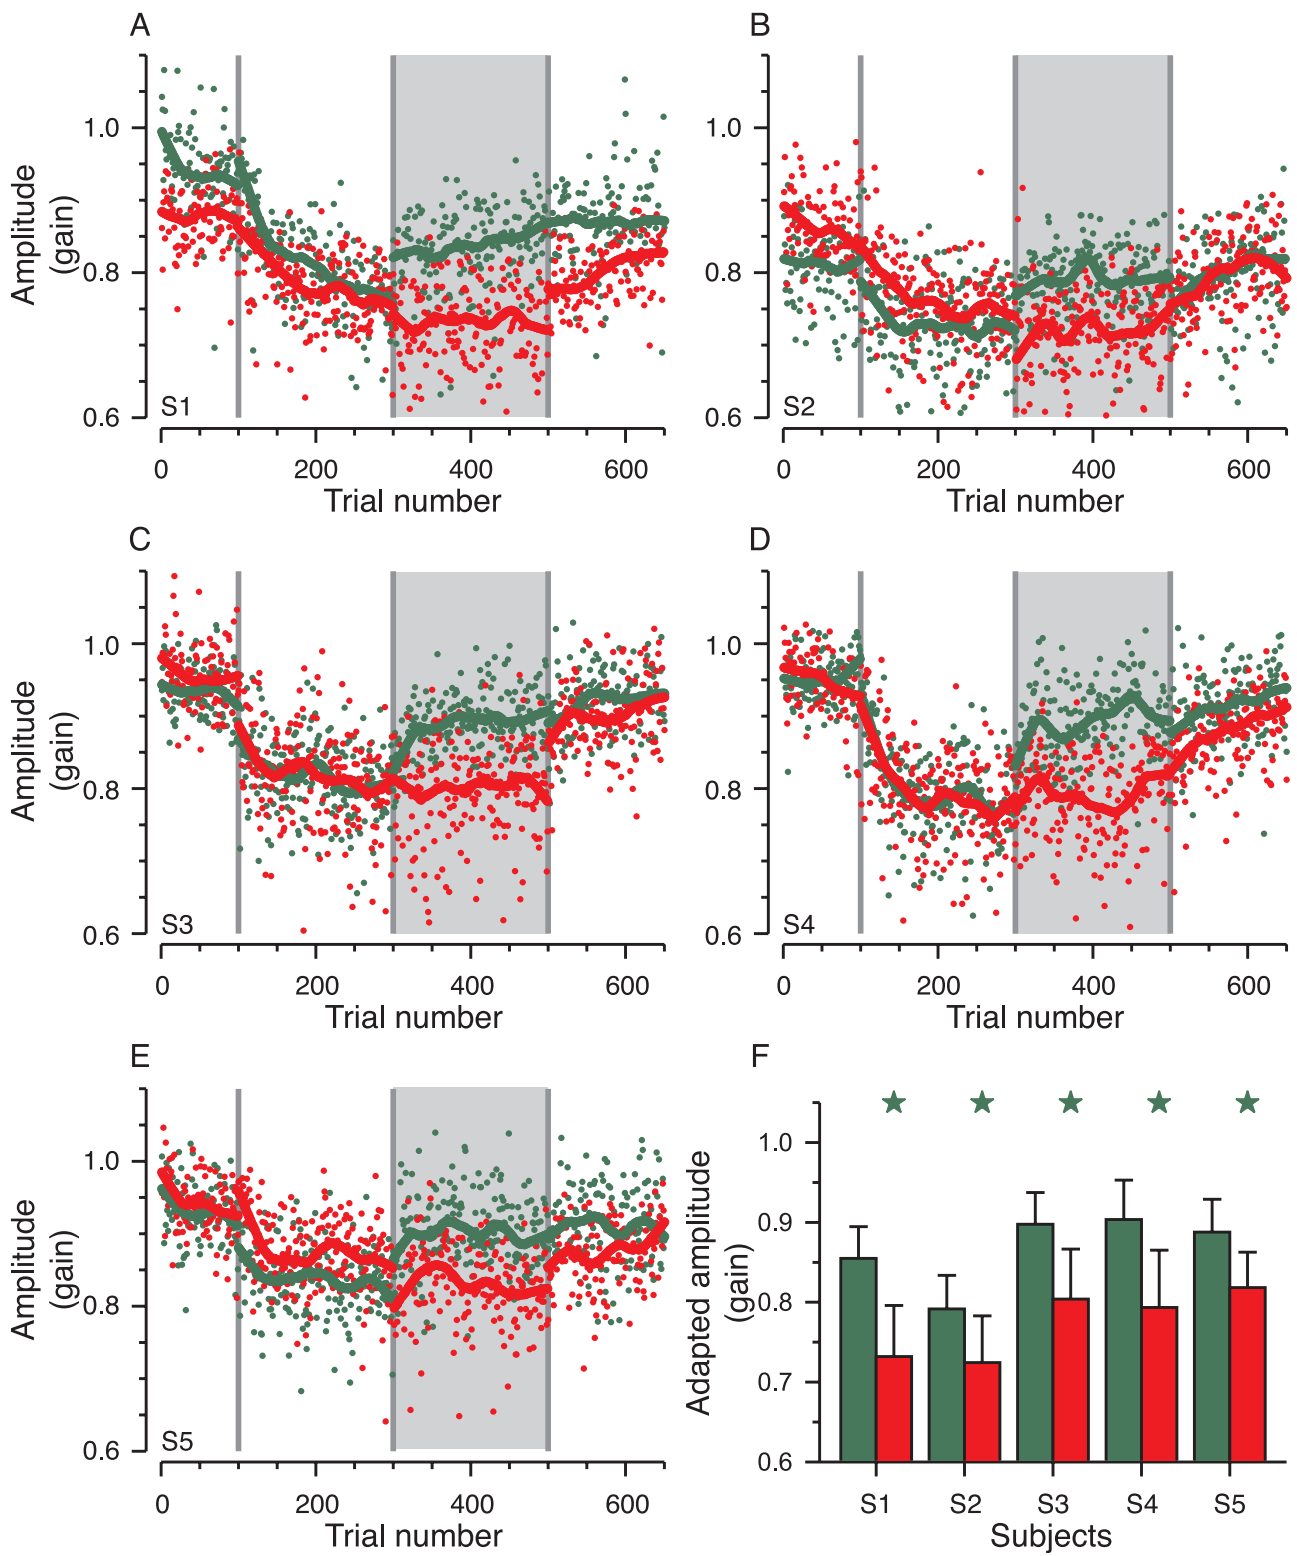 A
Amplitude
(gain)
1.0
0.8
0.6
S1
0 200 400 600
Trial number
B
Amplitude
(gain)
1.0
0.8
0.6
S2
0 200 400 600
Trial number
C
Amplitude
(gain)
1.0
0.8
0.6
S3
0 200 400 600
Trial number
D
Amplitude
(gain)
1.0
0.8
0.6
S4
0 200 400 600
Trial number
E
Amplitude
(gain)
1.0
0.8
0.6
S5
0 200 400 600
Trial number
F
Adapted amplitude
(gain)
1.0
0.9
0.8
0.7
0.6
S1 S2 S3 S4 S5
Subjects